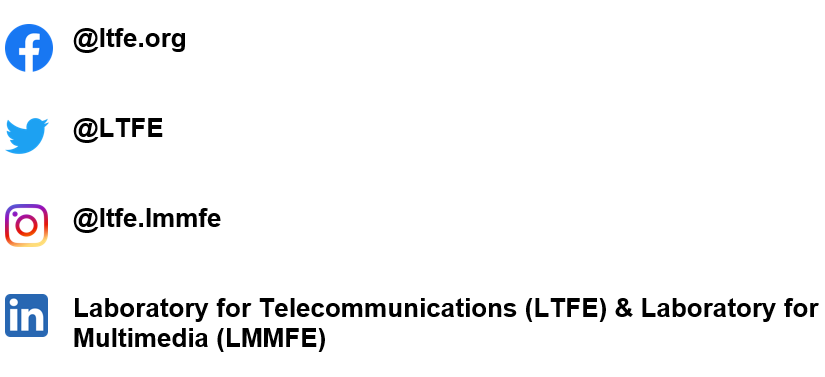 @ltfe.org
@LTFE
@ltfe.lmmfe
Laboratory for Telecommunications (LTFE) & Laboratory for
Multimedia (LMMFE)